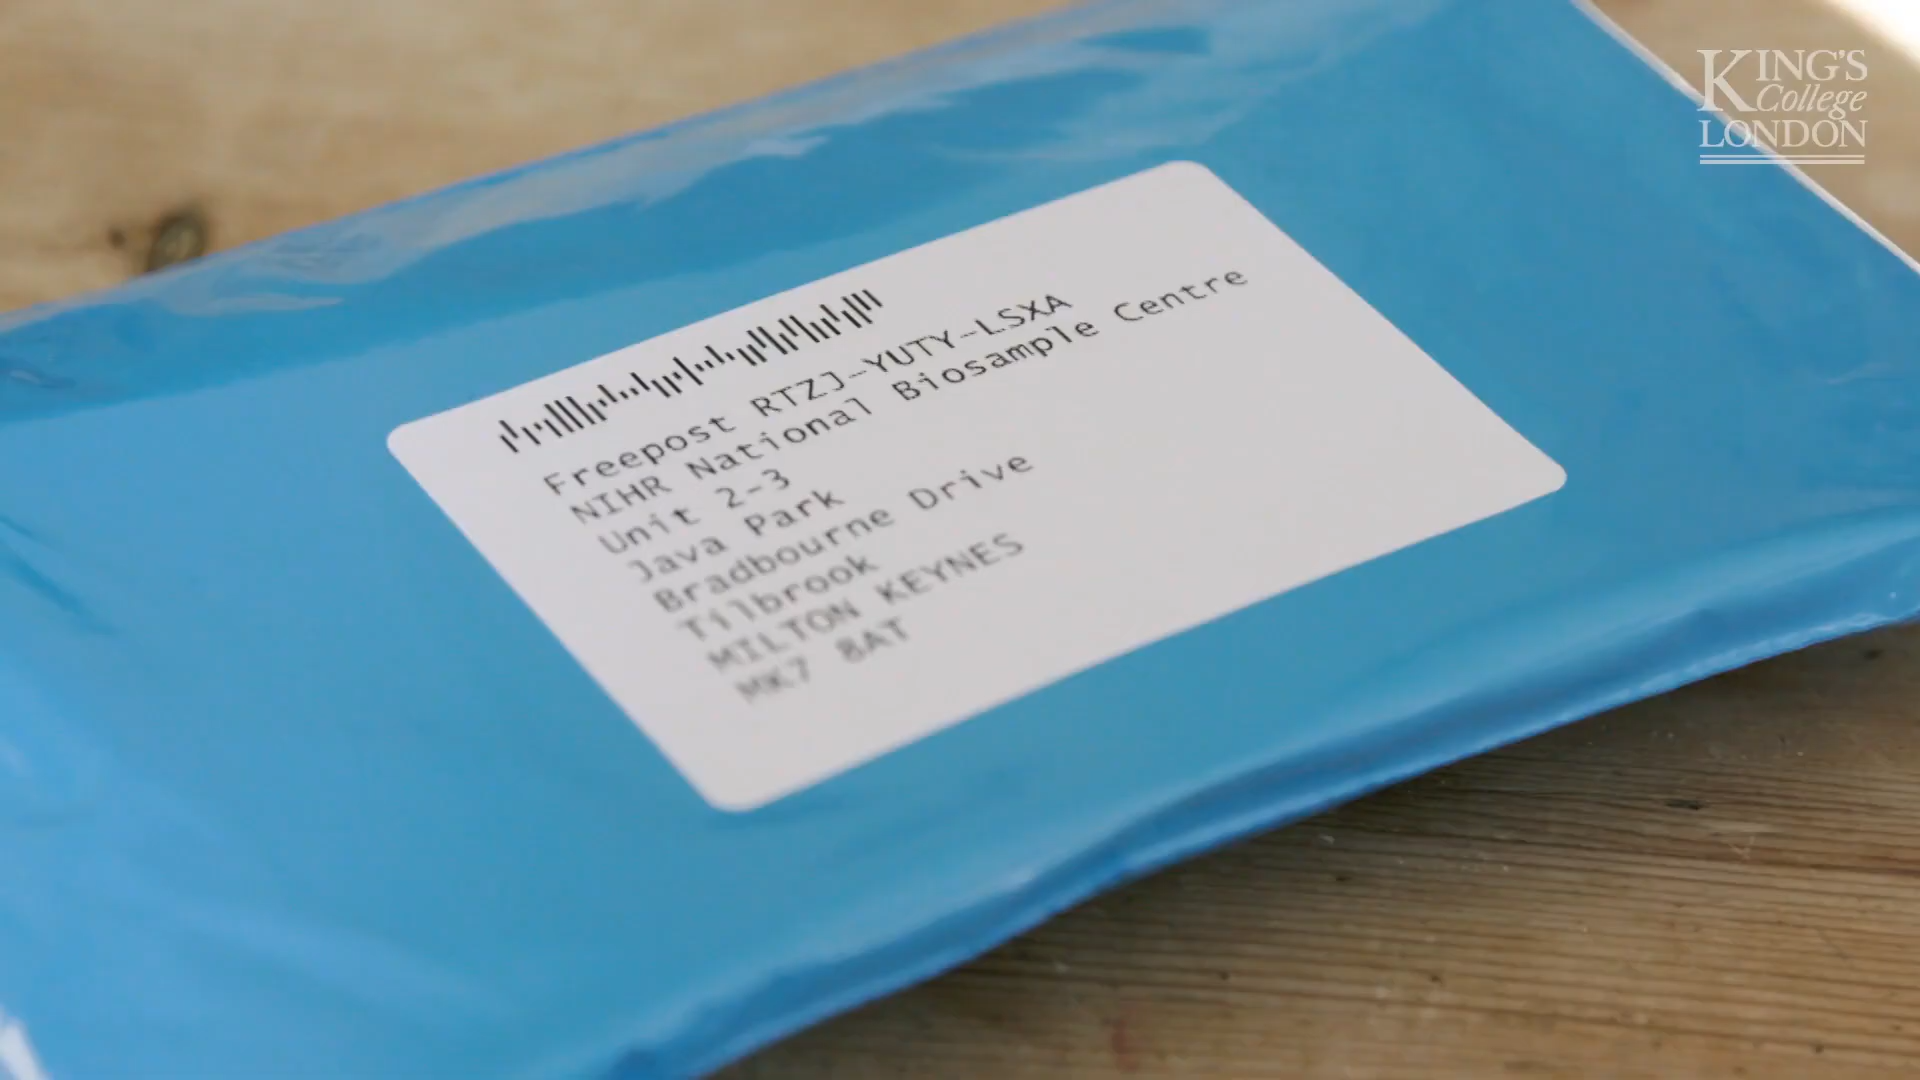 KING'S
College
LONDON
Freepost RTZJ-YUTY-LSXA
NIHR National Biosample Centre
Unit 2-3
Java Park
Bradbourne Drive
Tilbrook
MILTON KEYNES
MK7 8AT